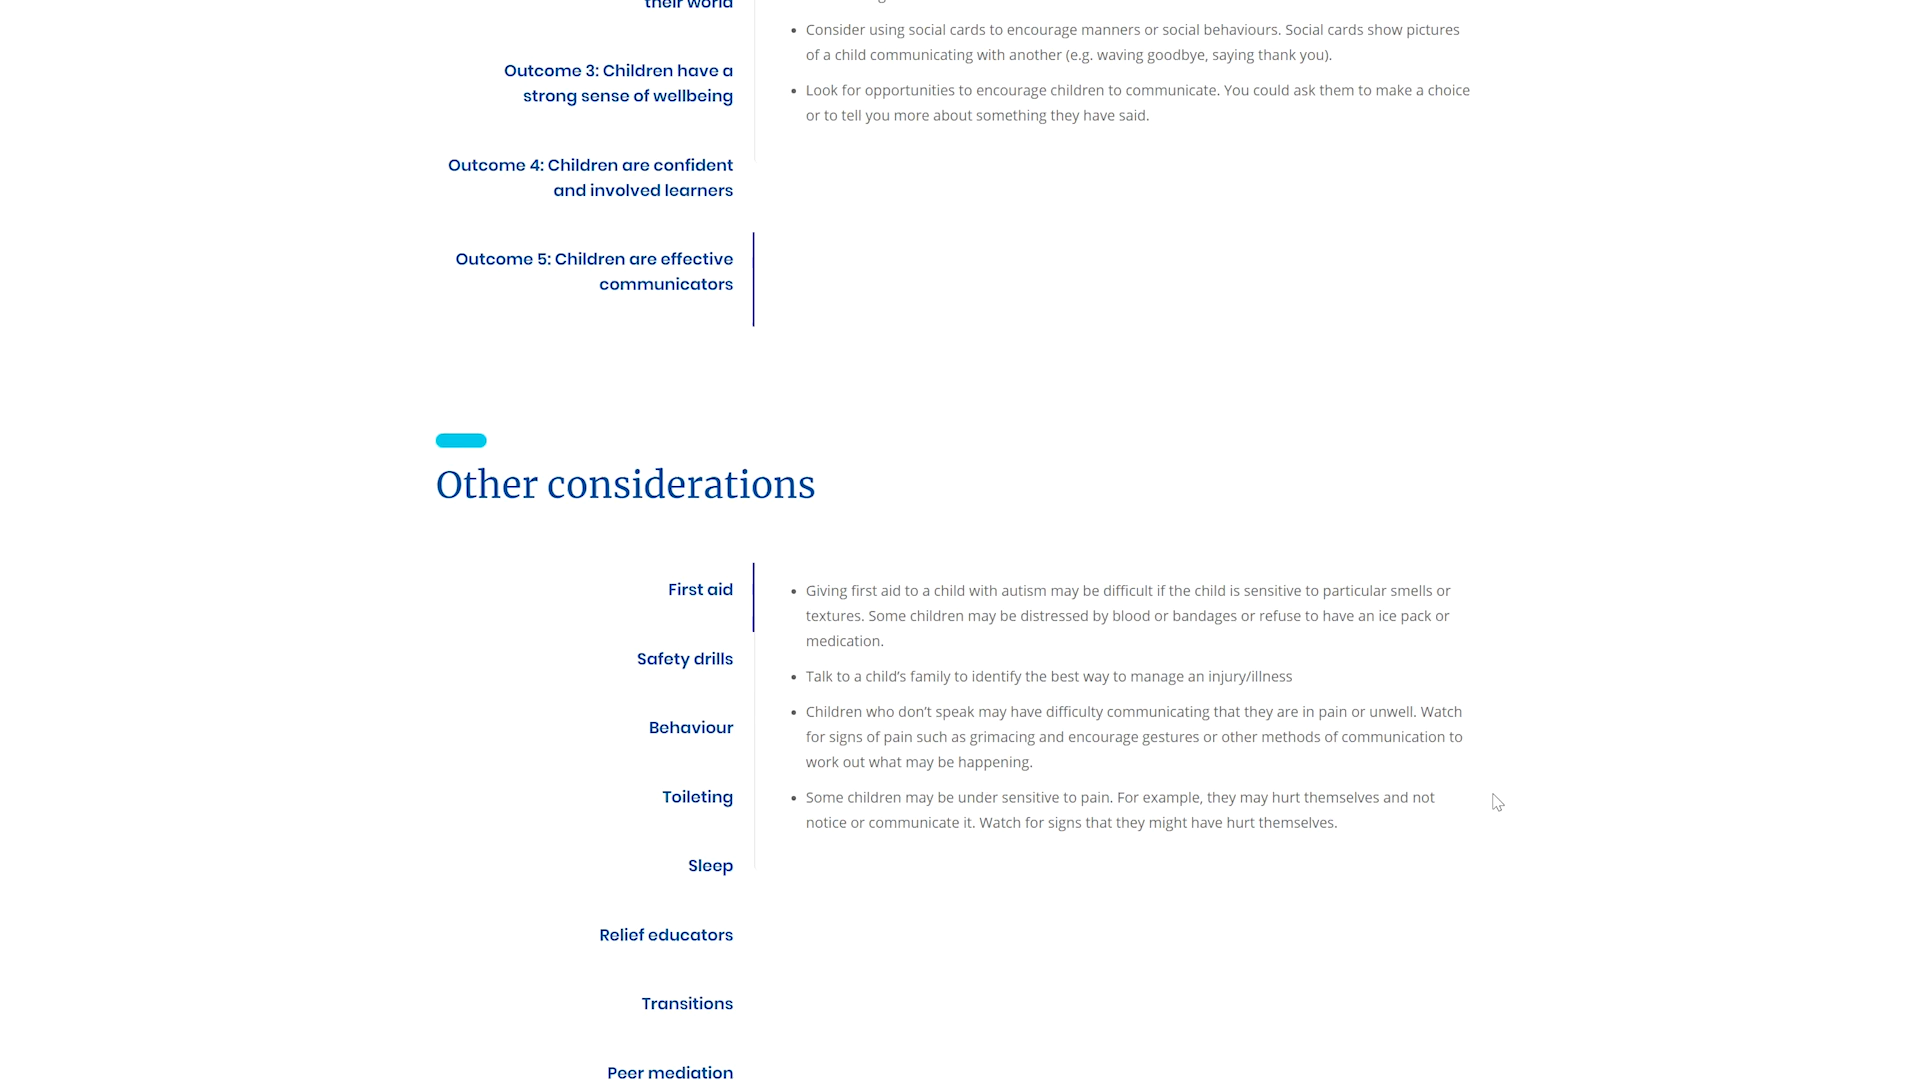 their world
Outcome 3: Children have a
strong sense of wellbeing
Outcome 4: Children are confident
and involved learners
Outcome 5: Children are effective
communicators
• Consider using social cards to encourage manners or social behaviours. Social cards show pictures
of a child communicating with another (e.g. waving goodbye, saying thank you).
• Look for opportunities to encourage children to communicate. You could ask them to make a choice
or to tell you more about something they have said.
Other considerations
First aid
Safety drills
Behaviour
Toileting
Sleep
Relief educators
Transitions
Peer mediation
• Giving first aid to a child with autism may be difficult if the child is sensitive to particular smells or
textures. Some children may be distressed by blood or bandages or refuse to have an ice pack or
medication.
• Talk to a child’s family to identify the best way to manage an injury/illness
• Children who don’t speak may have difficulty communicating that they are in pain or unwell. Watch
for signs of pain such as grimacing and encourage gestures or other methods of communication to
work out what may be happening.
• Some children may be under sensitive to pain. For example, they may hurt themselves and not
notice or communicate it. Watch for signs that they might have hurt themselves.